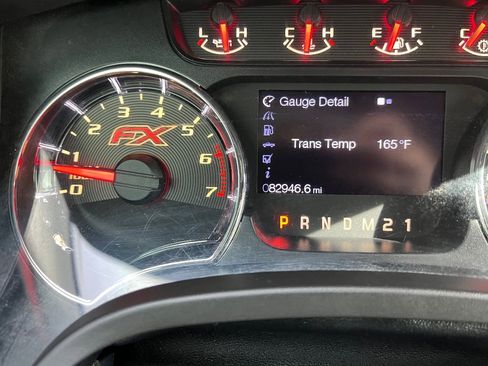 L H C H E F C
Gauge Detail
Trans Temp 165 °F
082946.6 mi
P R N D M 2 1
0 1 2 3 4 5 6 7
FX